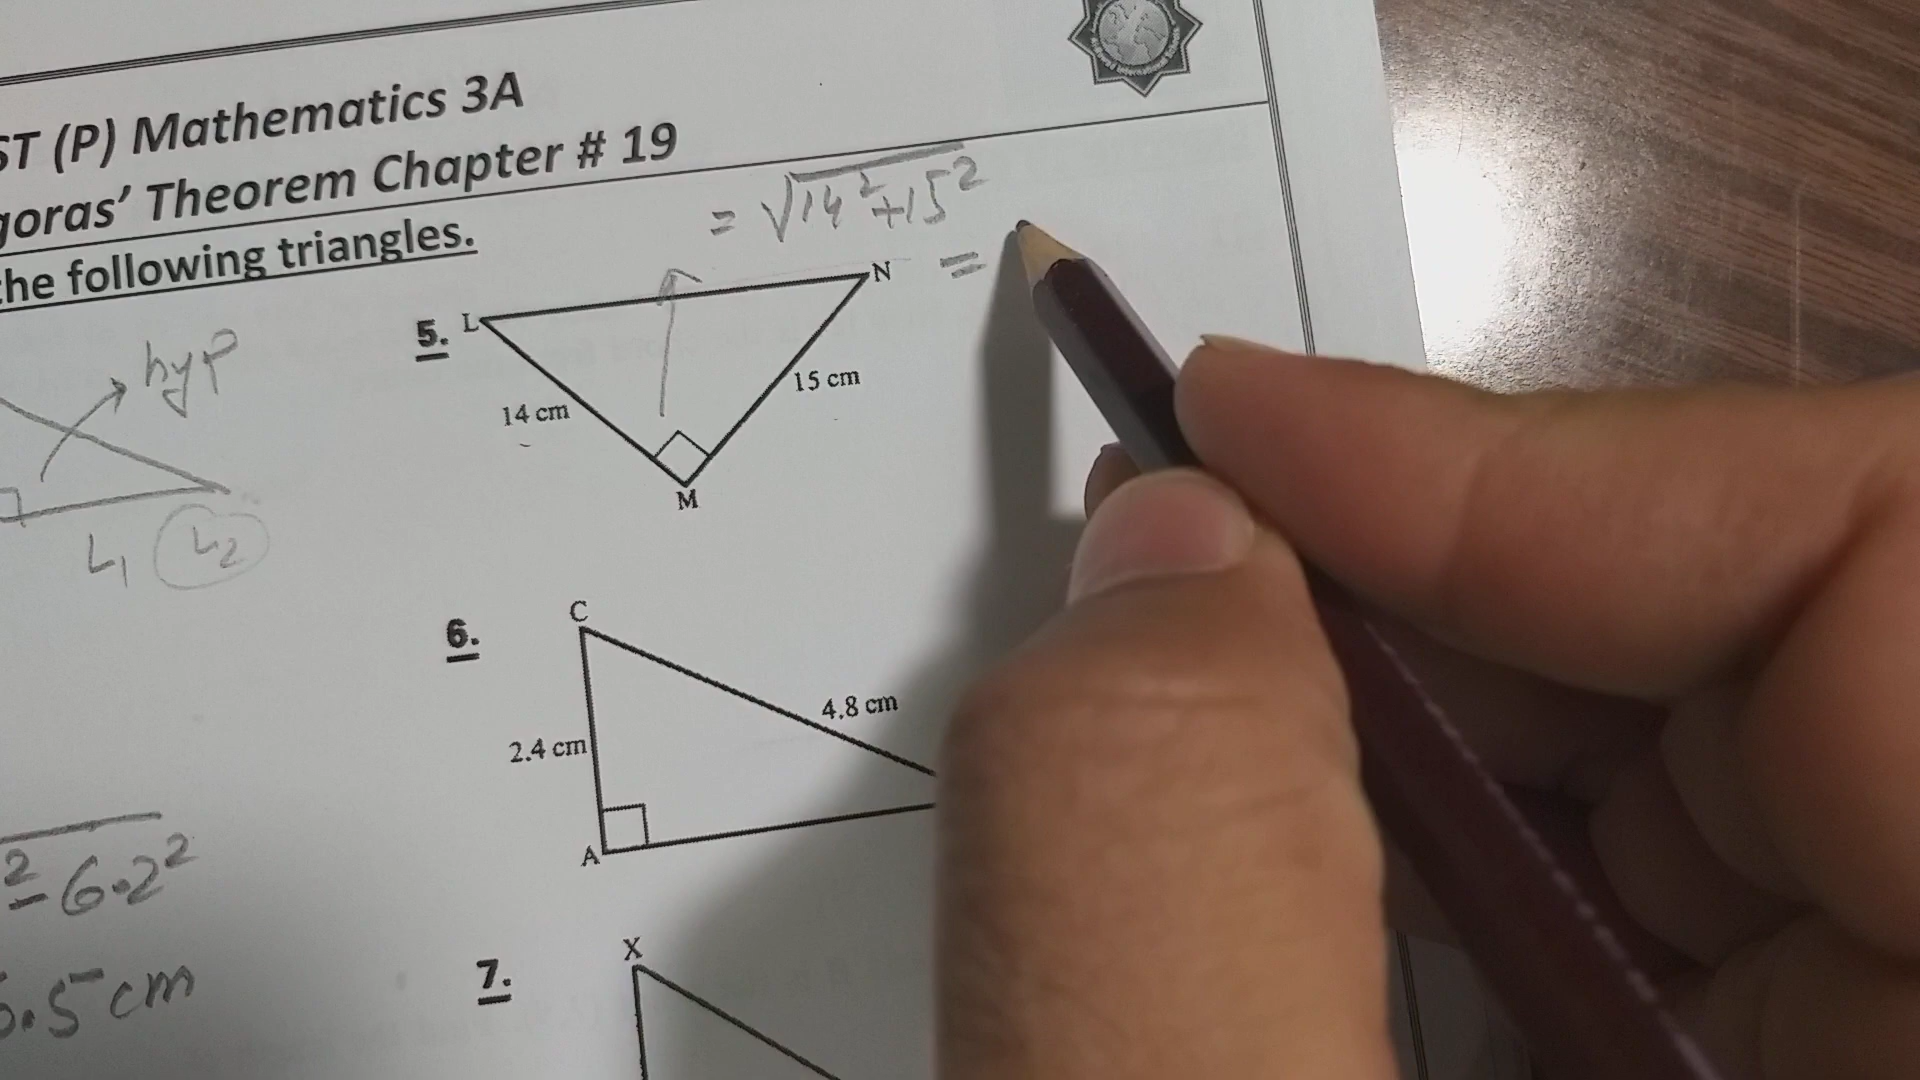 ST (P) Mathematics 3A
goras’ Theorem Chapter # 19
the following triangles.
= √14²+15²
=
hyp
L₁ L₂
5.
L
N
14 cm
15 cm
M
6.
C
4.8 cm
2.4 cm
A
2 - 6.2²
.5 cm
7.
X